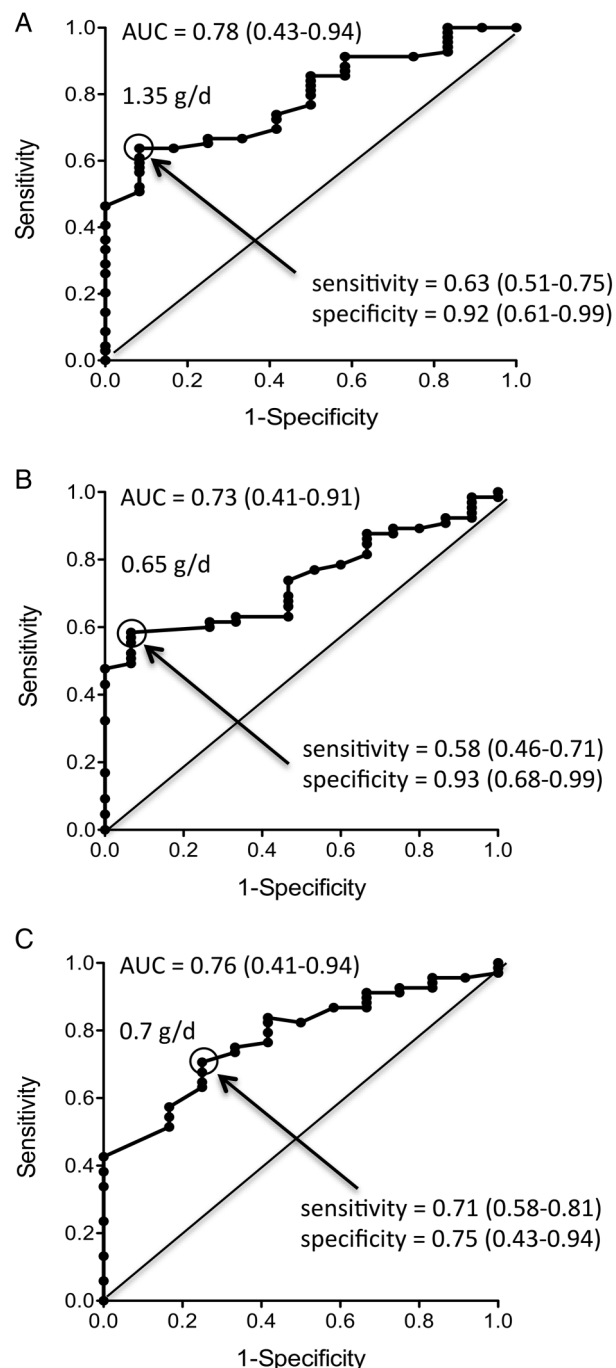 A
AUC = 0.78 (0.43-0.94)
1.35 g/d
1.0
0.8
0.6
0.4
0.2
0.0
Sensitivity
sensitivity = 0.63 (0.51-0.75)
specificity = 0.92 (0.61-0.99)
0.0 0.2 0.4 0.6 0.8 1.0
1-Specificity
B
AUC = 0.73 (0.41-0.91)
0.65 g/d
1.0
0.8
0.6
0.4
0.2
0.0
Sensitivity
sensitivity = 0.58 (0.46-0.71)
specificity = 0.93 (0.68-0.99)
0.0 0.2 0.4 0.6 0.8 1.0
1-Specificity
C
AUC = 0.76 (0.41-0.94)
0.7 g/d
1.0
0.8
0.6
0.4
0.2
0.0
Sensitivity
sensitivity = 0.71 (0.58-0.81)
specificity = 0.75 (0.43-0.94)
0.0 0.2 0.4 0.6 0.8 1.0
1-Specificity